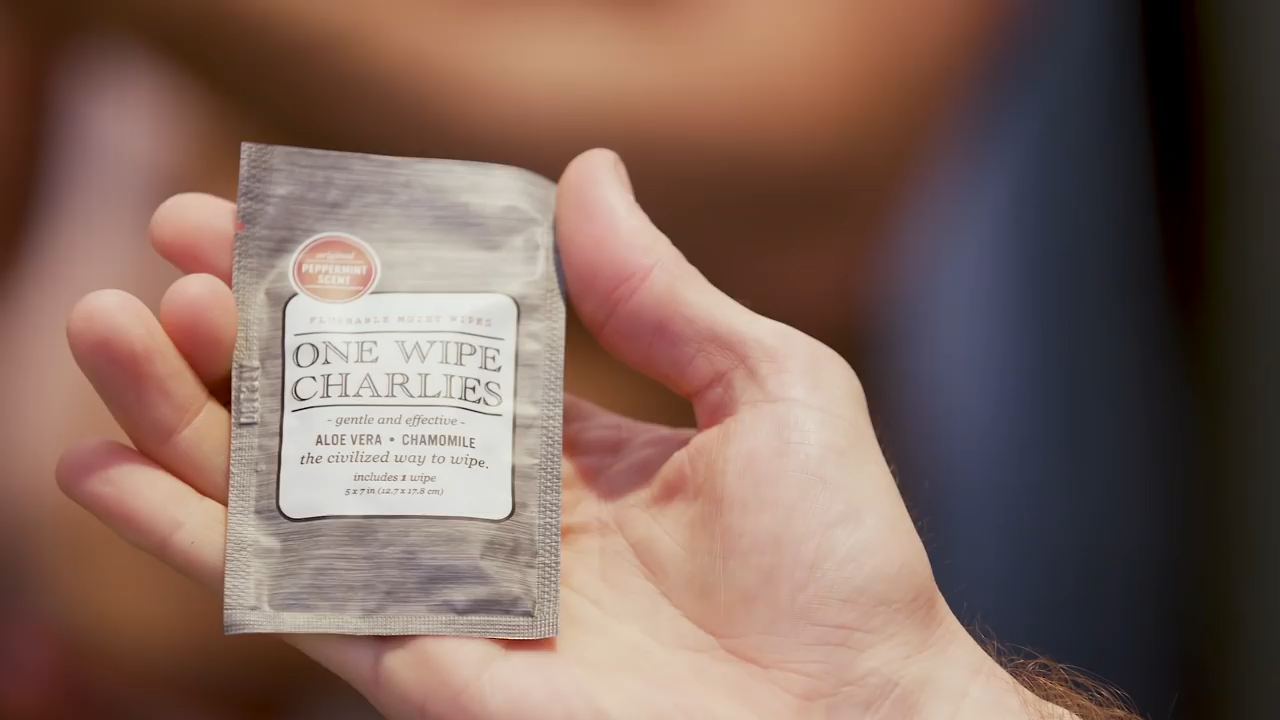 original
PEPPERMINT
SCENT
FLUSHABLE MOIST WIPES
ONE WIPE
CHARLIES
- gentle and effective -
ALOE VERA • CHAMOMILE
the civilized way to wipe.
includes 1 wipe
5 x 7 in (12.7 x 17.8 cm)